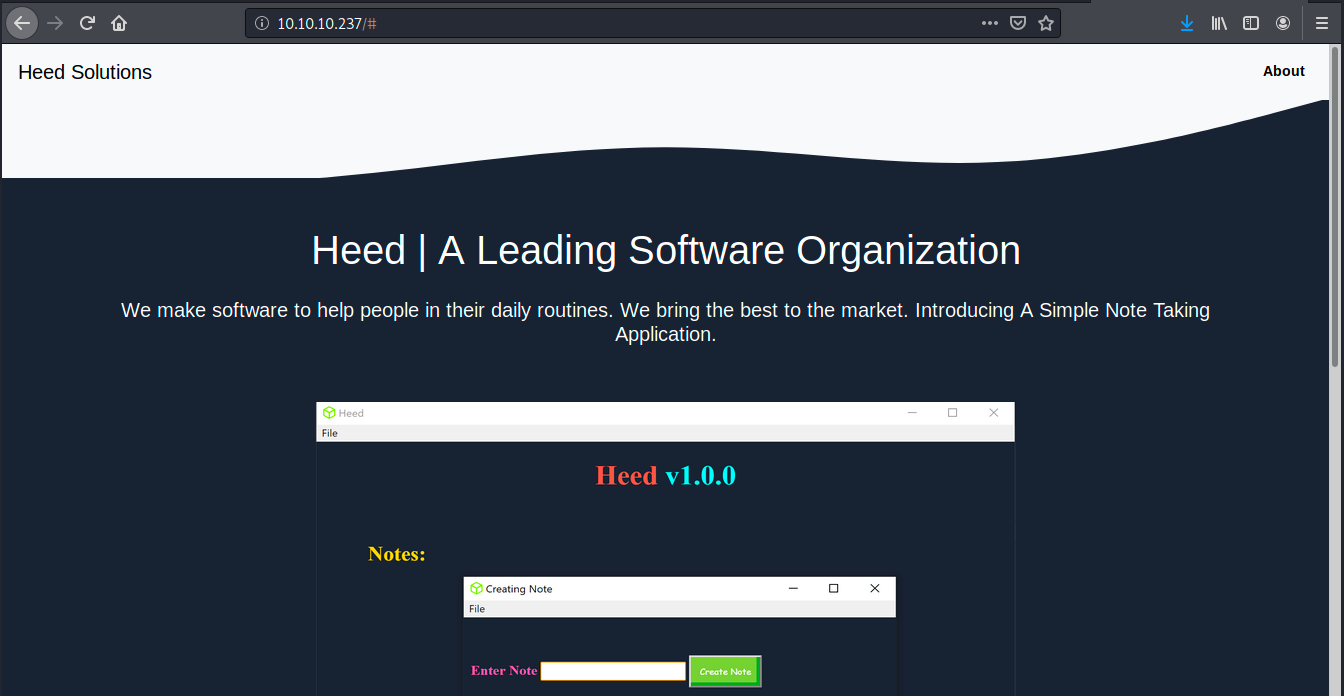 10.10.10.237/#
Heed Solutions
About
Heed | A Leading Software Organization
We make software to help people in their daily routines. We bring the best to the market. Introducing A Simple Note Taking
Application.
Heed
File
Heed v1.0.0
Notes:
Creating Note
File
Enter Note
Create Note